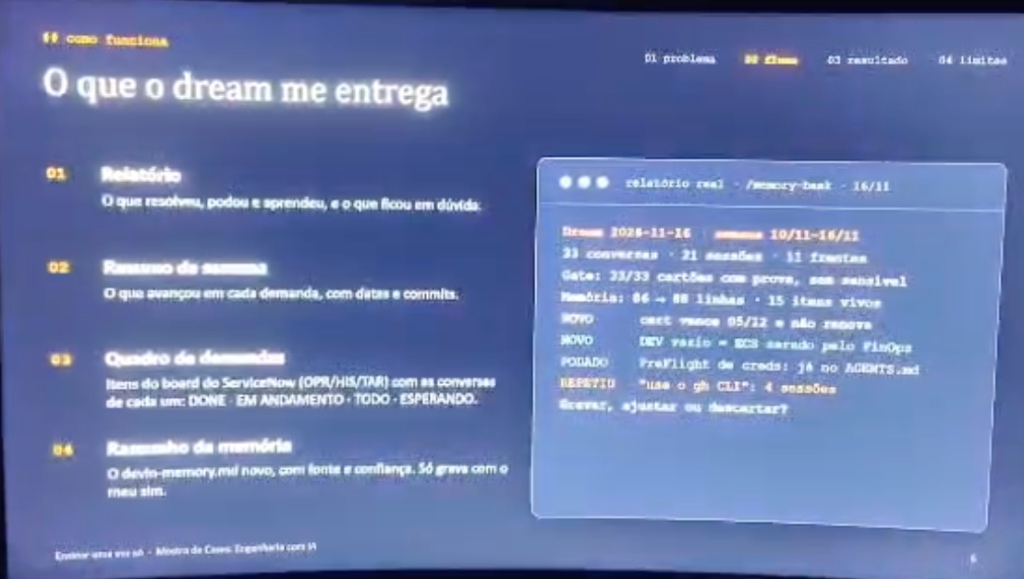 ## como funciona
01 problema
03 resultado
04 limites
O que o dream me entrega
01
Relatório
O que resolveu, podou e aprendeu, e o que ficou em dúvida.
02
Resumo da semana
O que avançou em cada demanda, com datas e commits.
03
Quadro de demandas
Itens do board do ServiceNow (OPR/HIS/TAR) com as conversas
de cada um: DONE · EM ANDAMENTO · TODO · ESPERANDO.
04
Rascunho da memória
O devin-memory.md novo, com fonte e confiança. Só grava com o
meu sim.
relatório real · /memory-bank · 16/11
Dream 2026-11-16 | semana 10/11-16/11
33 conversas · 21 sessões · 11 frentes
Gate: 33/33 cartões com prova, sem sensível
Memória: 86 → 88 linhas · 15 itens vivos
NOVO cert vence 05/12 e não renova
NOVO DEV vazio = ECS zerado pelo FinOps
PODADO PreFlight de creds: já no AGENTS.md
REPETIU "use o gh CLI": 4 sessões
Gravar, ajustar ou descartar?
Ensinar uma vez só · Mostra de Cases: Engenharia com IA
6